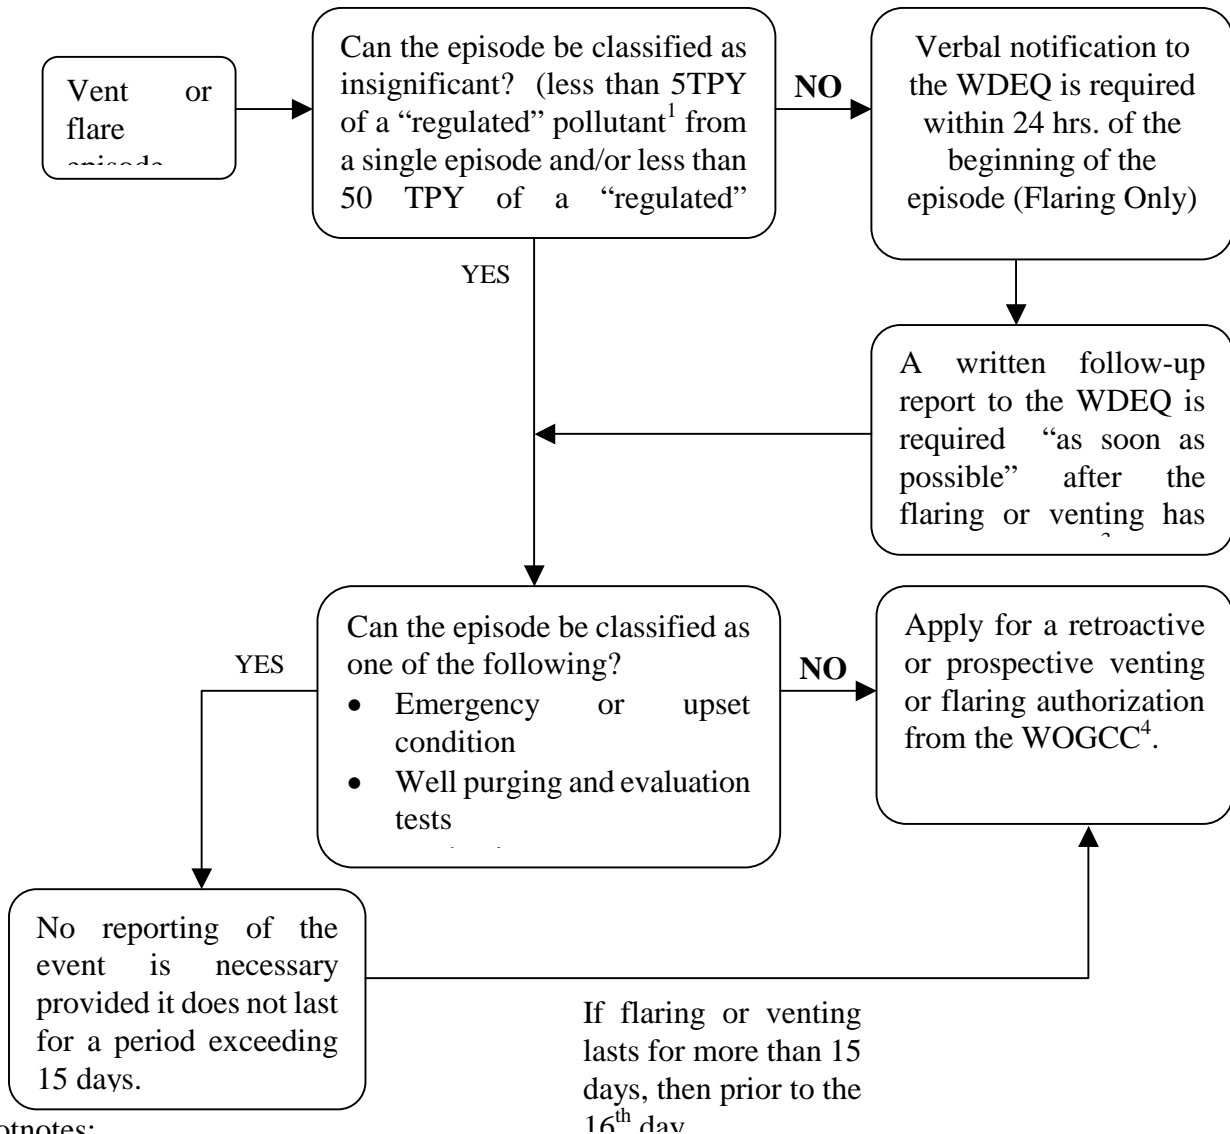 Vent or
flare
episode
Can the episode be classified as
insignificant? (less than 5TPY
of a “regulated” pollutant¹ from
a single episode and/or less than
50 TPY of a “regulated”
NO
Verbal notification to
the WDEQ is required
within 24 hrs. of the
beginning of the
episode (Flaring Only)
YES
A written follow-up
report to the WDEQ is
required “as soon as
possible” after the
flaring or venting has
3
Can the episode be classified as
one of the following?
• Emergency or upset
condition
• Well purging and evaluation
tests
YES
NO
Apply for a retroactive
or prospective venting
or flaring authorization
from the WOGCC⁴.
No reporting of the
event is necessary
provided it does not last
for a period exceeding
15 days.
If flaring or venting
lasts for more than 15
days, then prior to the
16th day
otnotes: